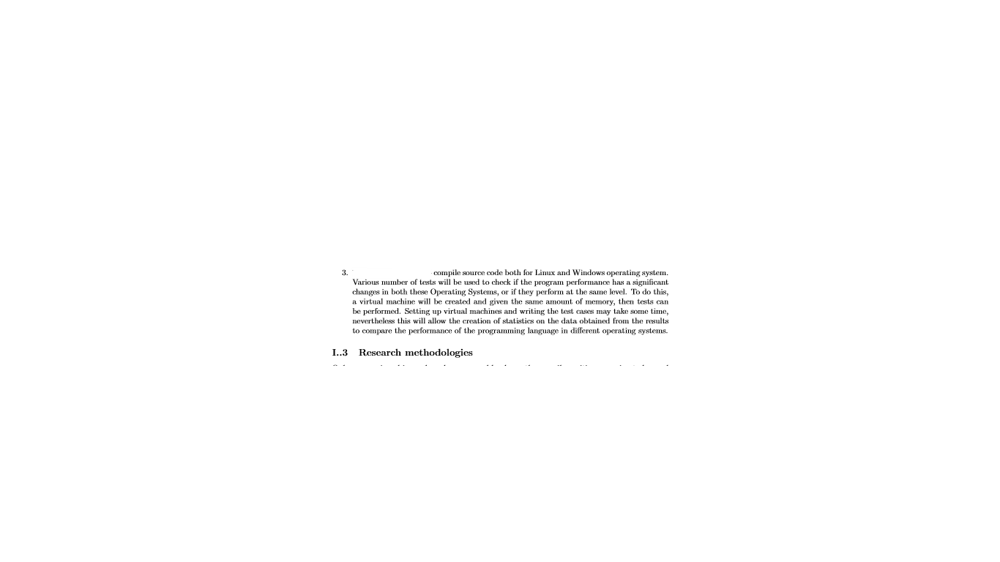 3. compile source code both for Linux and Windows operating system.
Various number of tests will be used to check if the program performance has a significant
changes in both these Operating Systems, or if they perform at the same level. To do this,
a virtual machine will be created and given the same amount of memory, then tests can
be performed. Setting up virtual machines and writing the test cases may take some time,
nevertheless this will allow the creation of statistics on the data obtained from the results
to compare the performance of the programming language in different operating systems.
I..3 Research methodologies